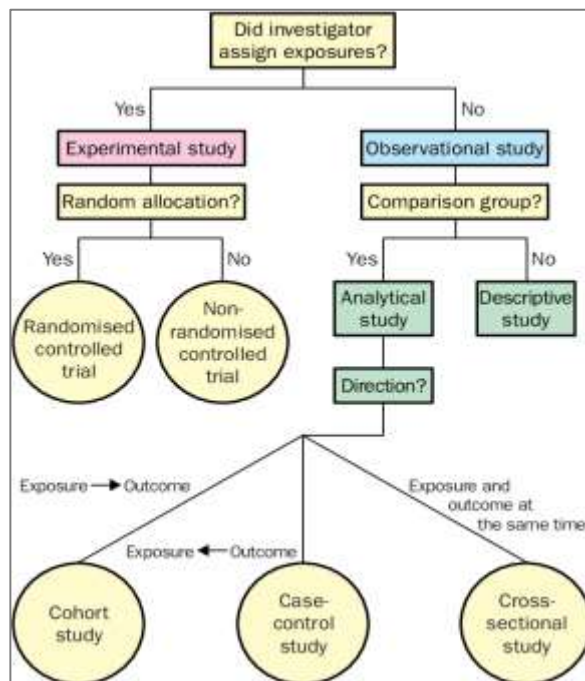 Did investigator
assign exposures?
Yes
No
Experimental study
Observational study
Random allocation?
Comparison group?
Yes
No
Yes
No
Randomised
controlled
trial
Non-
randomised
controlled
trial
Analytical
study
Descriptive
study
Direction?
Exposure → Outcome
Exposure and
outcome at
the same time
Exposure ← Outcome
Cohort
study
Case-
control
study
Cross-
sectional
study